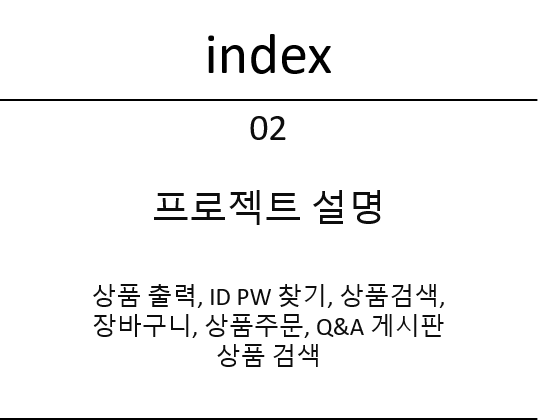 index
02
프로젝트 설명
상품 출력, ID PW 찾기, 상품검색,
장바구니, 상품주문, Q&A 게시판
상품 검색